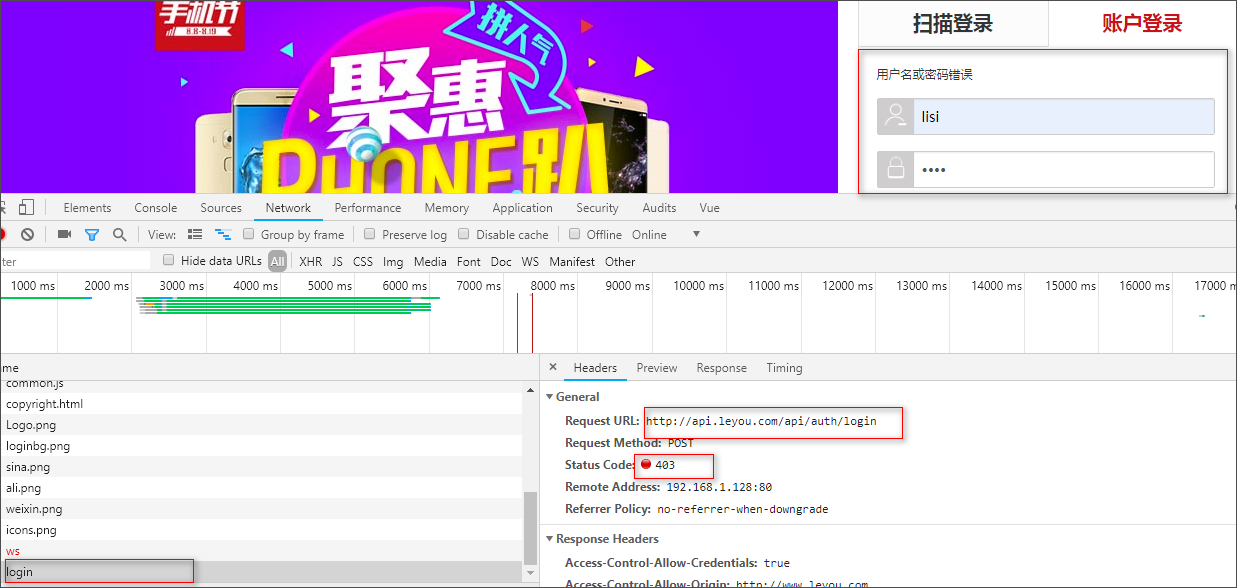 手机节
8.8-8.19
拼人气
聚惠
PHONE趴
扫描登录 账户登录
用户名或密码错误
lisi
••••
Elements Console Sources Network Performance Memory Application Security Audits Vue
View: Group by frame Preserve log Disable cache Offline Online ▼
ter Hide data URLs All XHR JS CSS Img Media Font Doc WS Manifest Other
1000 ms 2000 ms 3000 ms 4000 ms 5000 ms 6000 ms 7000 ms 8000 ms 9000 ms 10000 ms 11000 ms 12000 ms 13000 ms 14000 ms 15000 ms 16000 ms 17000 m
me
common.js
copyright.html
Logo.png
loginbg.png
sina.png
ali.png
weixin.png
icons.png
ws
login
× Headers Preview Response Timing
▼ General
Request URL: http://api.leyou.com/api/auth/login
Request Method: POST
Status Code: 403
Remote Address: 192.168.1.128:80
Referrer Policy: no-referrer-when-downgrade
▼ Response Headers
Access-Control-Allow-Credentials: true
Access-Control-Allow-Origin: http://www.leyou.com